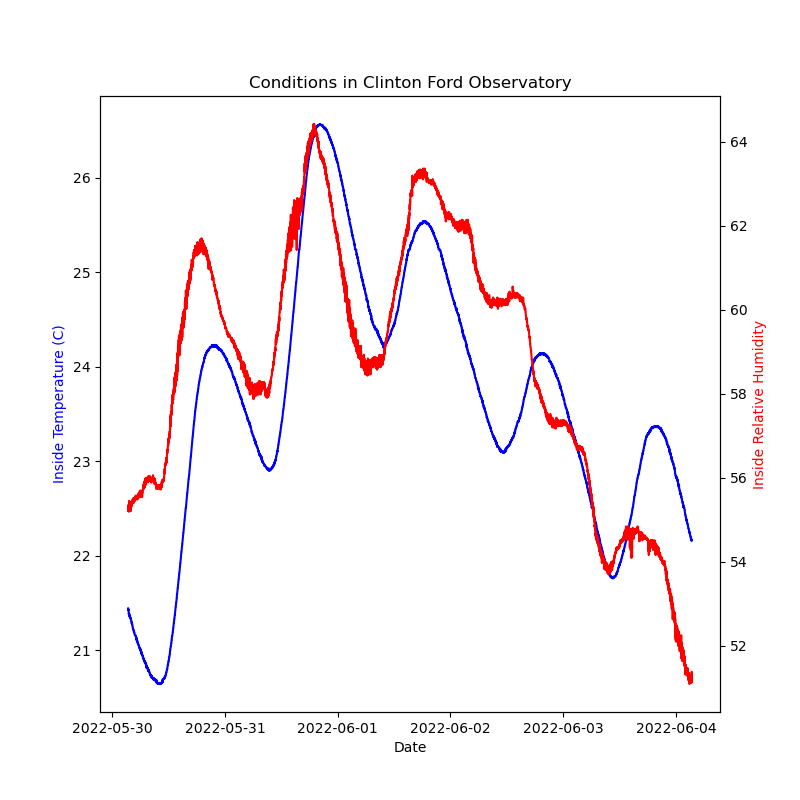 Conditions in Clinton Ford Observatory
26
25
24
23
22
21
Inside Temperature (C)
64
62
60
58
56
54
52
Inside Relative Humidity
2022-05-30 2022-05-31 2022-06-01 2022-06-02 2022-06-03 2022-06-04
Date